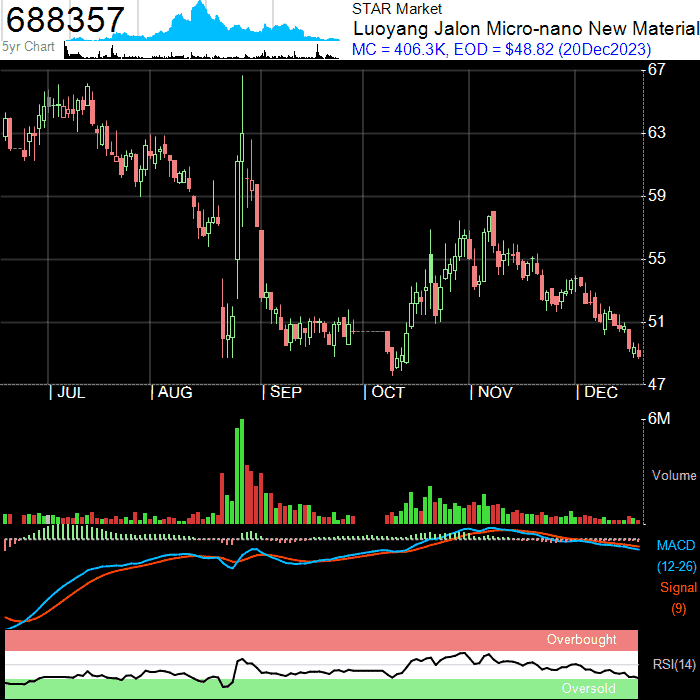 688357
5yr Chart
STAR Market
Luoyang Jalon Micro-nano New Material
MC = 406.3K, EOD = $48.82 (20Dec2023)
67
63
59
55
51
47
| JUL
| AUG
| SEP
| OCT
| NOV
| DEC
6M
Volume
MACD
(12-26)
Signal
(9)
Overbought
RSI(14)
Oversold